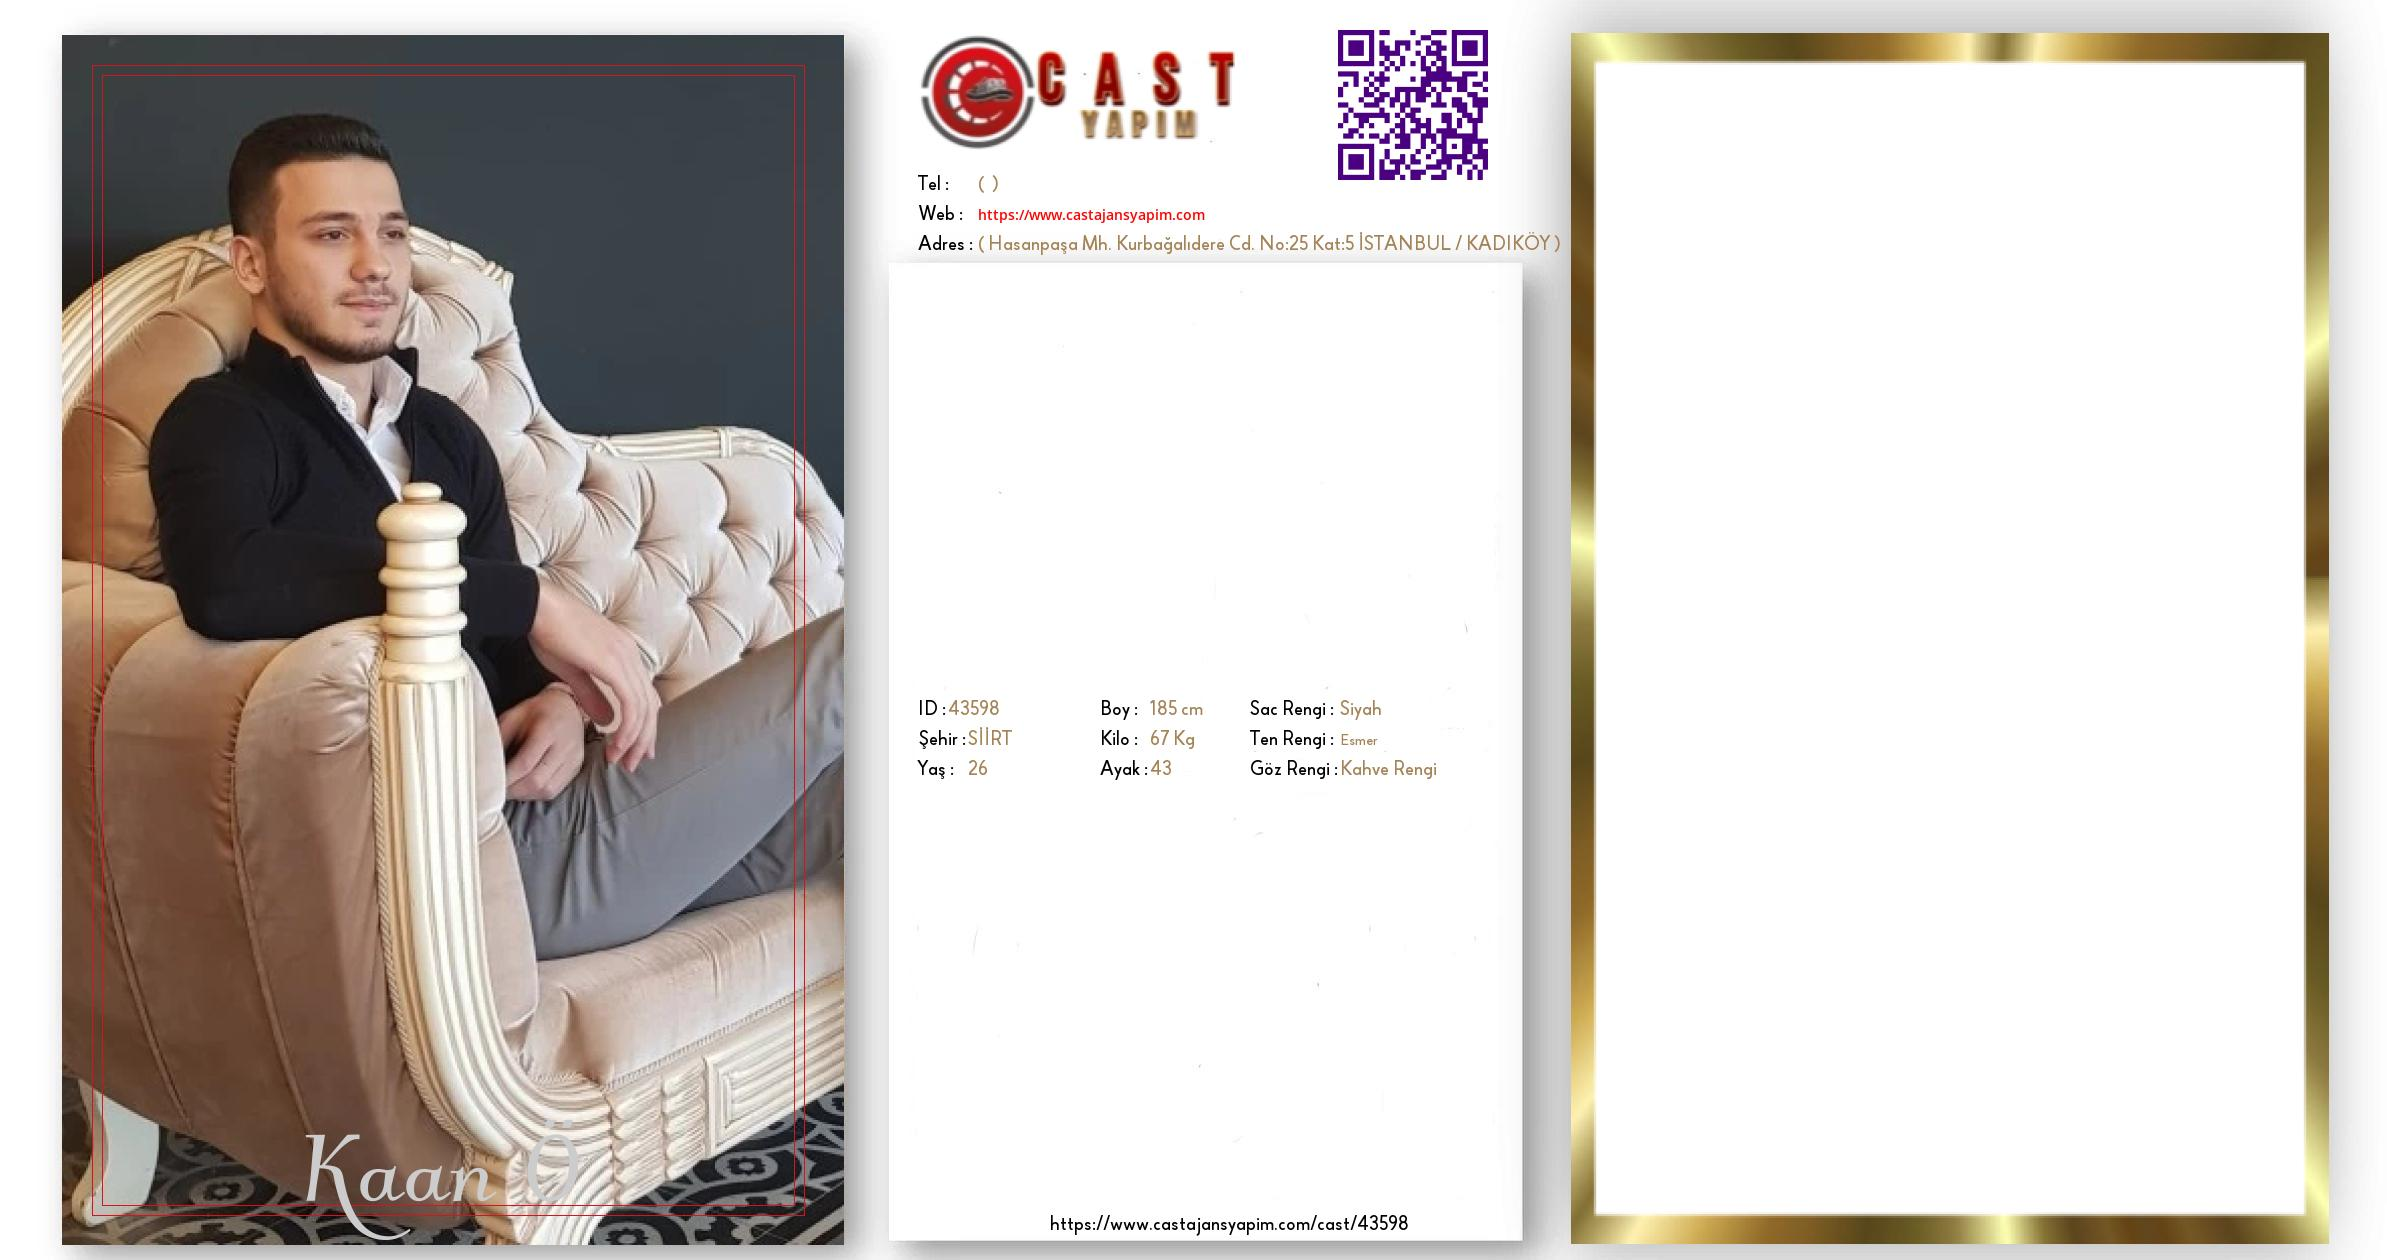 Kaan Ö
CAST
YAPIM
Tel : ( )
Web : https://www.castajansyapim.com
Adres : ( Hasanpaşa Mh. Kurbağalıdere Cd. No:25 Kat:5 İSTANBUL / KADIKÖY )
ID : 43598 Boy : 185 cm Sac Rengi : Siyah
Şehir : SİİRT Kilo : 67 Kg Ten Rengi : Esmer
Yaş : 26 Ayak : 43 Göz Rengi : Kahve Rengi
https://www.castajansyapim.com/cast/43598